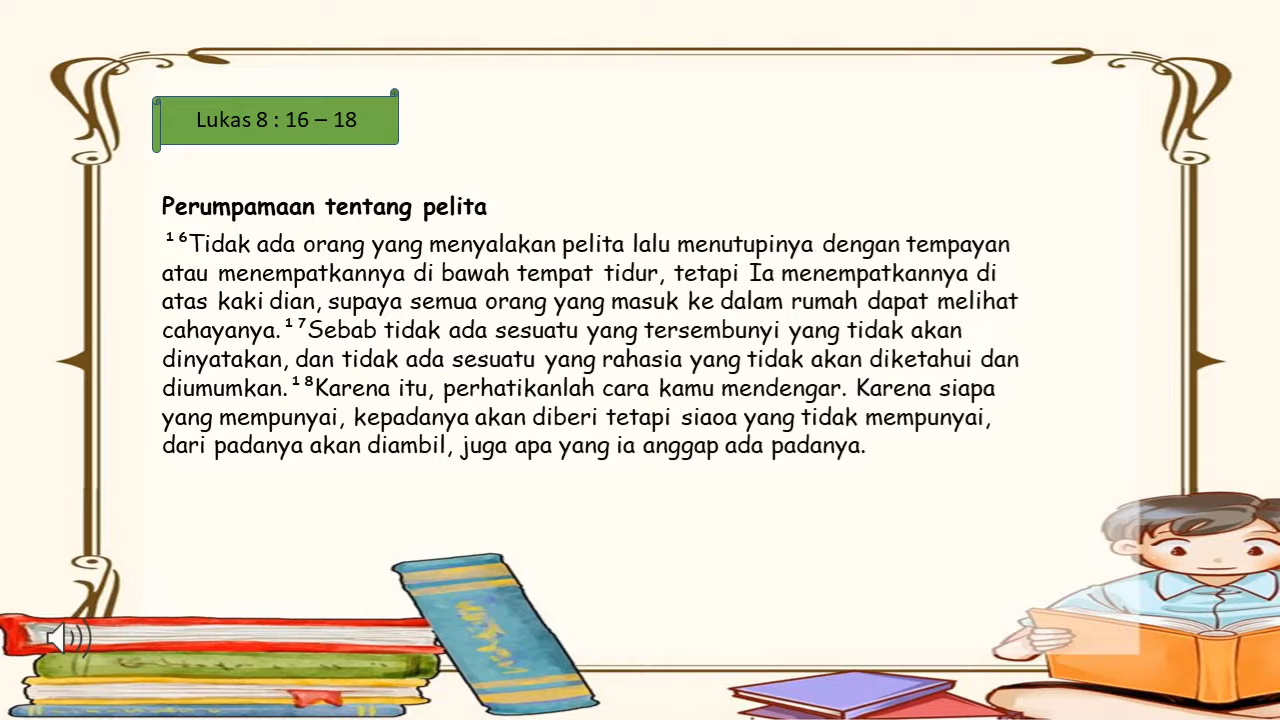 Lukas 8 : 16 – 18
Perumpamaan tentang pelita
¹⁶Tidak ada orang yang menyalakan pelita lalu menutupinya dengan tempayan
atau menempatkannya di bawah tempat tidur, tetapi Ia menempatkannya di
atas kaki dian, supaya semua orang yang masuk ke dalam rumah dapat melihat
cahayanya.¹⁷Sebab tidak ada sesuatu yang tersembunyi yang tidak akan
dinyatakan, dan tidak ada sesuatu yang rahasia yang tidak akan diketahui dan
diumumkan.¹⁸Karena itu, perhatikanlah cara kamu mendengar. Karena siapa
yang mempunyai, kepadanya akan diberi tetapi siaoa yang tidak mempunyai,
dari padanya akan diambil, juga apa yang ia anggap ada padanya.